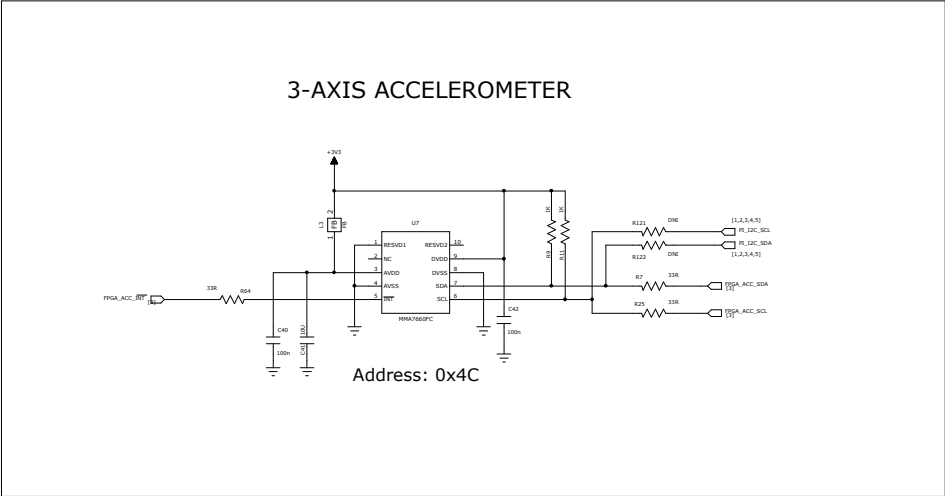 3-AXIS ACCELEROMETER
+3V3
L3
1 FB 2
FB
U7
1 RESVD1
2 NC
3 AVDD
4 AVSS
5 INT
RESVD2 10
DVDD 9
DVSS 8
SDA 7
SCL 6
MMA7660FC
1K
1K
R9
R11
R121
DNI
[1,2,3,4,5]
PI_I2C_SCL
PI_I2C_SDA
R122
DNI
[1,2,3,4,5]
R7
33R
FPGA_ACC_SDA
[3]
R25
33R
FPGA_ACC_SCL
[3]
FPGA_ACC_INT
33R
R64
C40
100n
C41
10U
C42
100n
Address: 0x4C